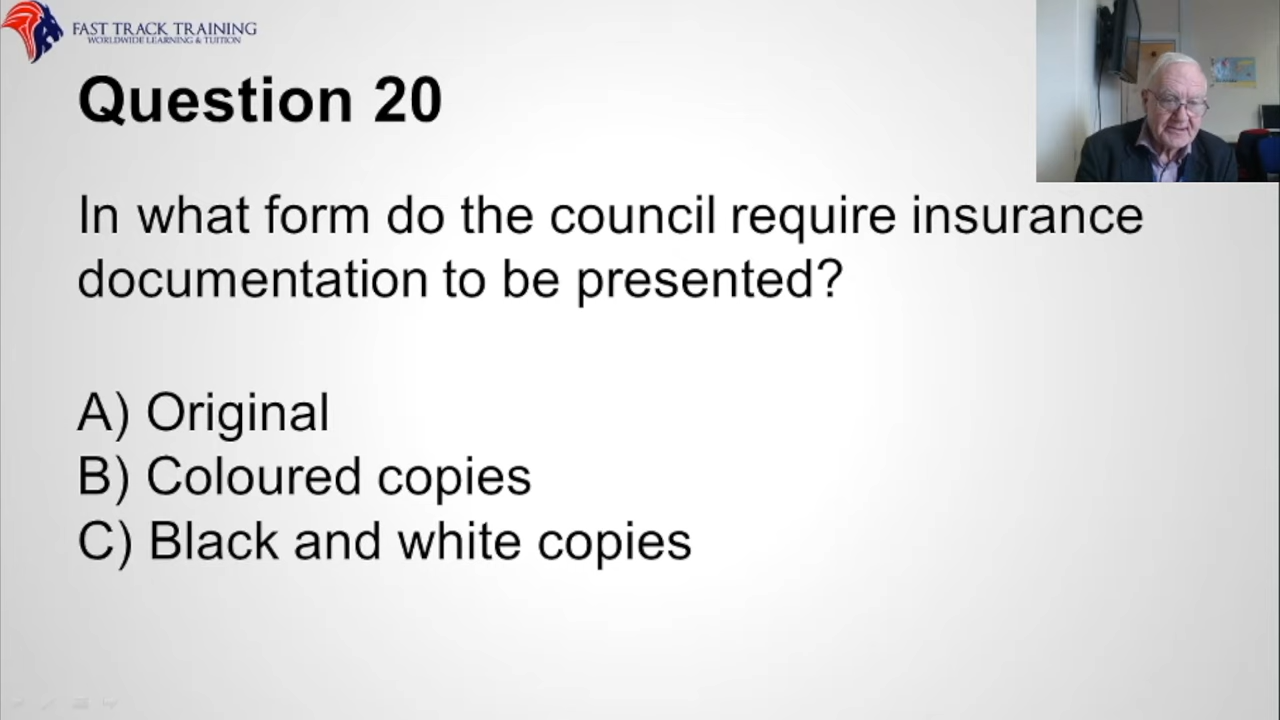 FAST TRACK TRAINING
WORLDWIDE LEARNING & TUITION
Question 20
In what form do the council require insurance
documentation to be presented?
A) Original
B) Coloured copies
C) Black and white copies